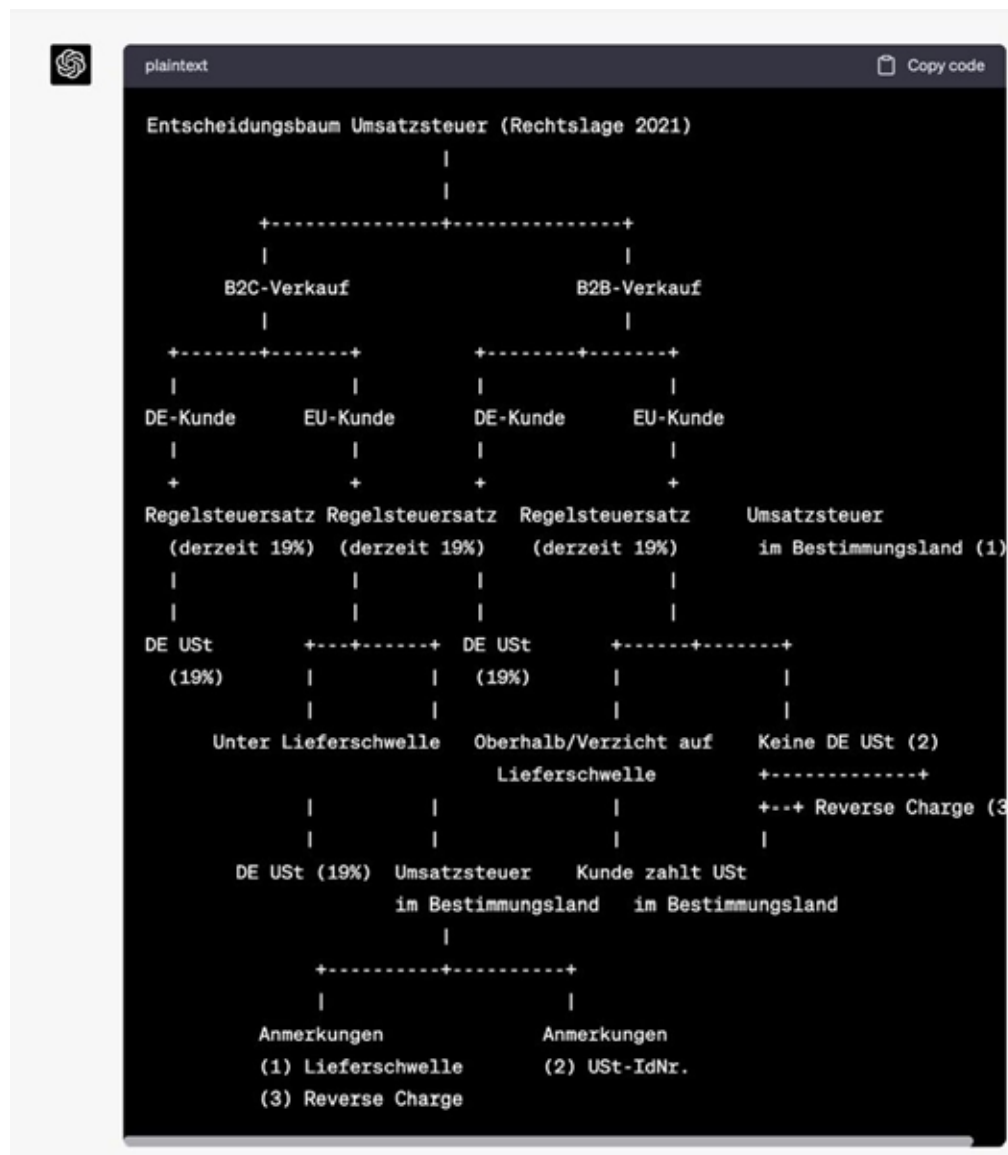 plaintext Copy code
Entscheidungsbaum Umsatzsteuer (Rechtslage 2021)
B2C-Verkauf B2B-Verkauf
DE-Kunde EU-Kunde DE-Kunde EU-Kunde
Regelsteuersatz Regelsteuersatz Regelsteuersatz Umsatzsteuer
(derzeit 19%) (derzeit 19%) (derzeit 19%) im Bestimmungsland (1)
DE USt DE USt
(19%) (19%)
Unter Lieferschwelle Oberhalb/Verzicht auf Keine DE USt (2)
Lieferschwelle
Reverse Charge (3
DE USt (19%) Umsatzsteuer Kunde zahlt USt
im Bestimmungsland im Bestimmungsland
Anmerkungen Anmerkungen
(1) Lieferschwelle (2) USt-IdNr.
(3) Reverse Charge